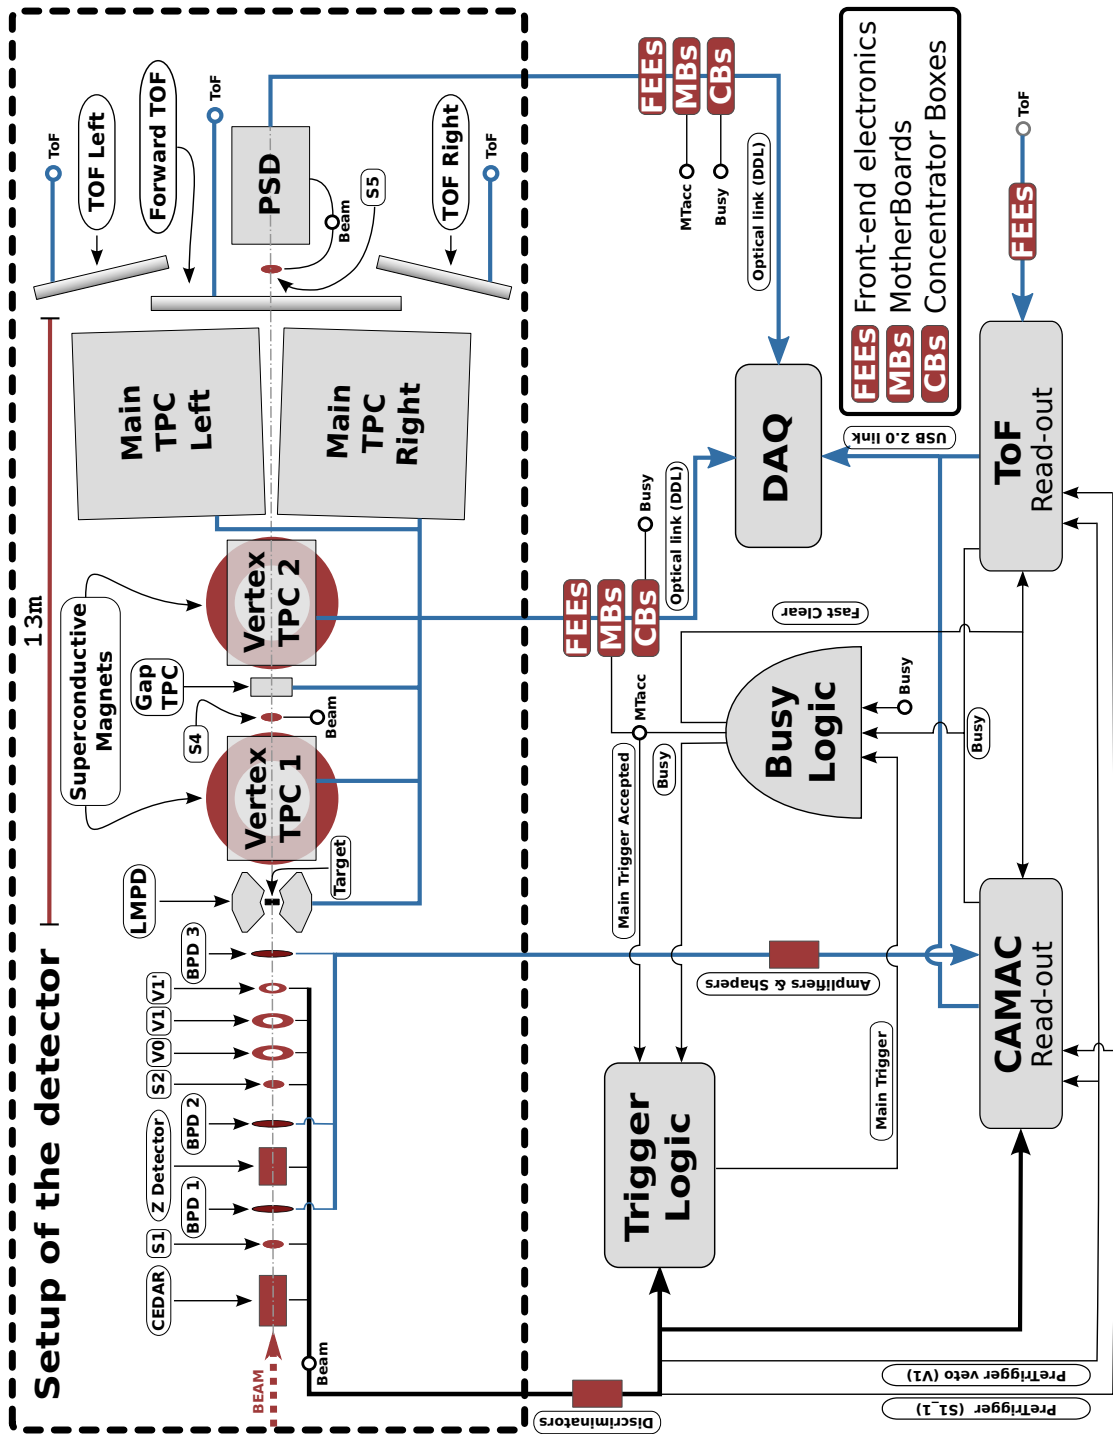 Setup of the detector
13m
BEAM
CEDAR
S1
BPD 1
Z Detector
BPD 2
S2
V0
V1
V1'
BPD 3
LMPD
Target
Superconductive
Magnets
Vertex
TPC 1
S4
Beam
Gap
TPC
Vertex
TPC 2
Main
TPC
Left
Main
TPC
Right
ToF
TOF Left
Forward TOF
ToF
PSD
Beam
S5
TOF Right
ToF
Beam
Discriminators
FEEs
MBs
CBs
MTacc
Busy
Optical link (DDL)
FEEs
MBs
CBs
Busy
MTacc
Optical link (DDL)
DAQ
USB 2.0 link
FEEs Front-end electronics
MBs MotherBoards
CBs Concentrator Boxes
ToF
FEEs
ToF
Read-out
Fast Clear
Busy
Logic
Busy
Busy
Main Trigger Accepted
Busy
Amplifiers & Shapers
Trigger
Logic
Main Trigger
CAMAC
Read-out
PreTrigger veto (V1)
PreTrigger (S1_1)